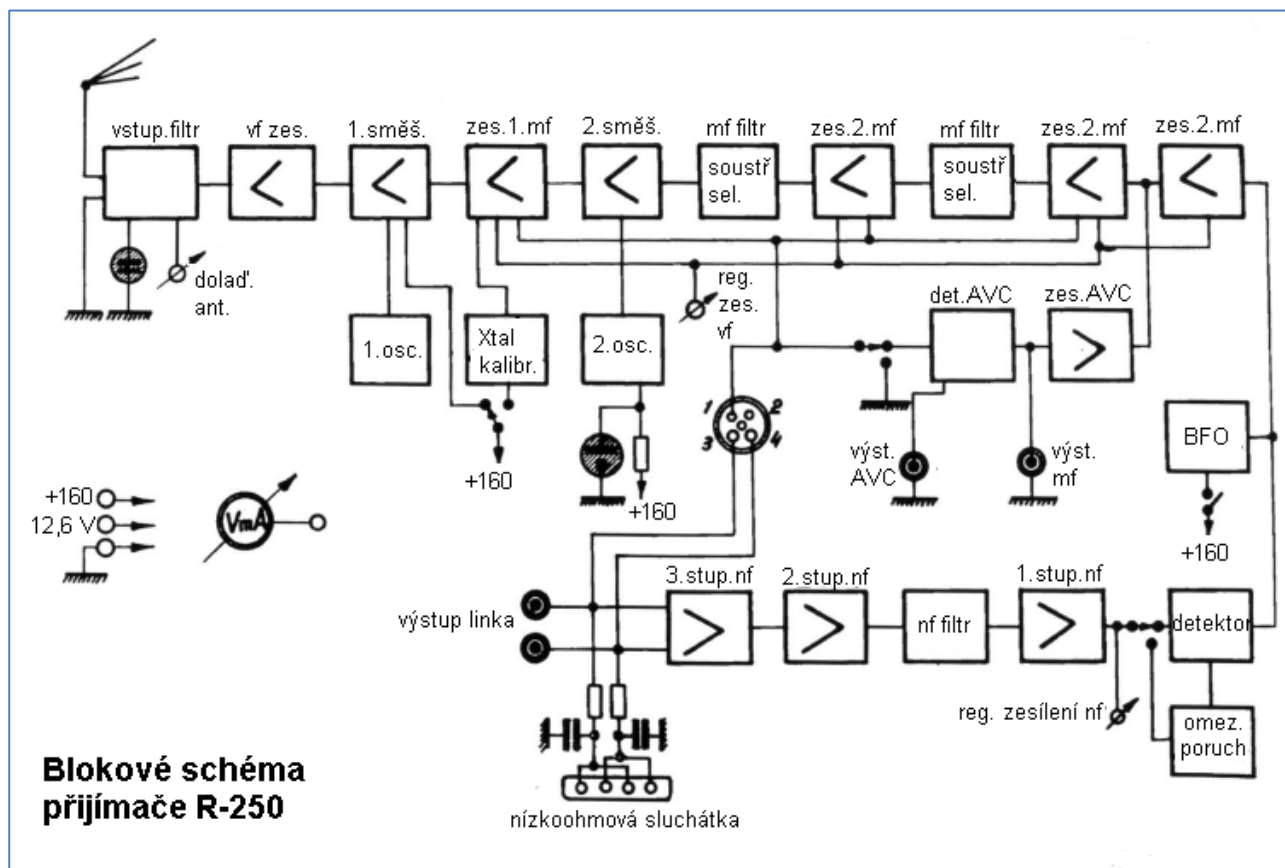 vstup.filtr
vf zes.
1.směš.
zes.1.mf
2.směš.
mf filtr
zes.2.mf
mf filtr
zes.2.mf
zes.2.mf
soustř
sel.
soustř
sel.
dolaď.
ant.
reg.
zes.
vf
det.AVC
zes.AVC
1.osc.
Xtal
kalibr.
2.osc.
1
2
3
4
+160
+160
výst.
AVC
výst.
mf
BFO
+160
+160
12,6 V
VmA
výstup linka
3.stup.nf
2.stup.nf
nf filtr
1.stup.nf
detektor
reg. zesílení nf
omez.
poruch
nízkoohmová sluchátka
Blokové schéma
přijímače R-250